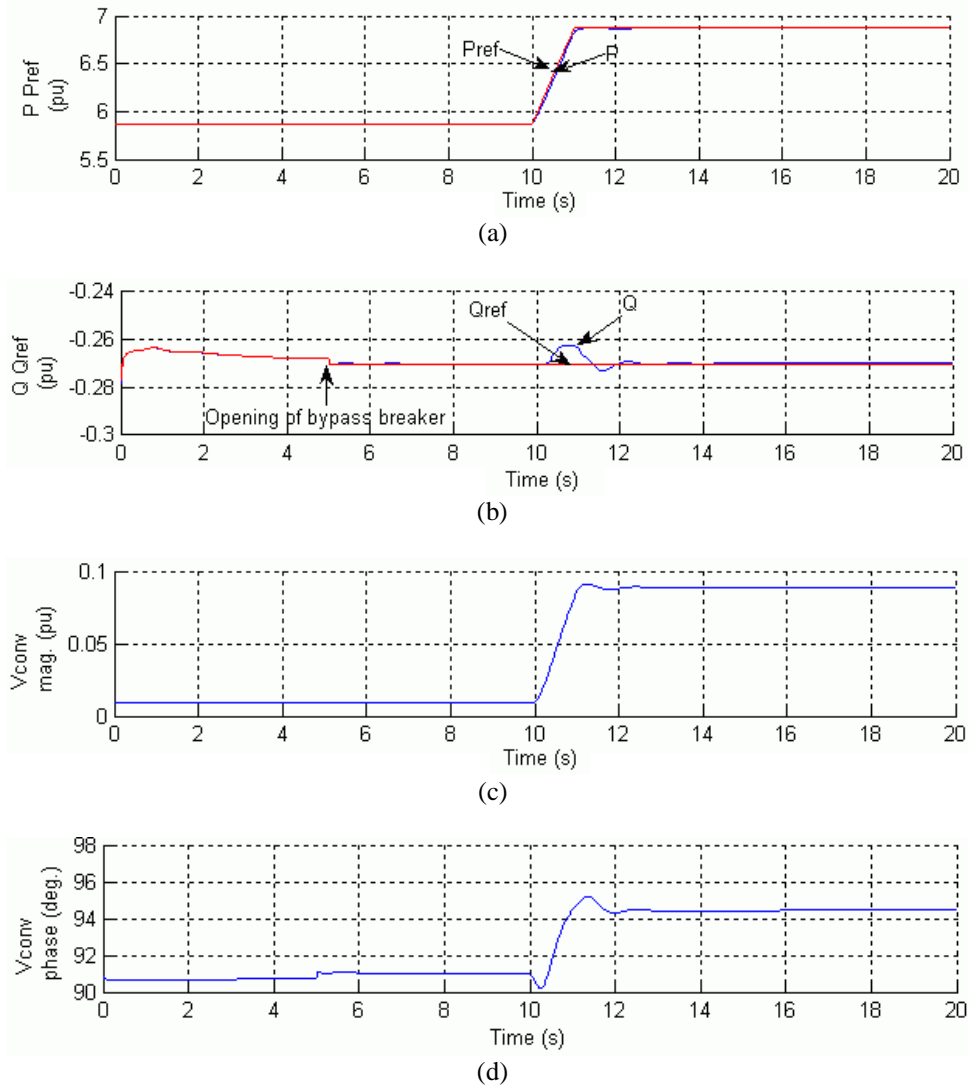 P Pref
(pu)
7
6.5
6
5.5
Pref
P
0 2 4 6 8 10 12 14 16 18 20
Time (s)
(a)
Q Qref
(pu)
-0.24
-0.26
-0.28
-0.3
Qref
Q
Opening of bypass breaker
0 2 4 6 8 10 12 14 16 18 20
Time (s)
(b)
Vconv
mag. (pu)
0.1
0.05
0
0 2 4 6 8 10 12 14 16 18 20
Time (s)
(c)
Vconv
phase (deg.)
98
96
94
91
90
0 2 4 6 8 10 12 14 16 18 20
Time (s)
(d)